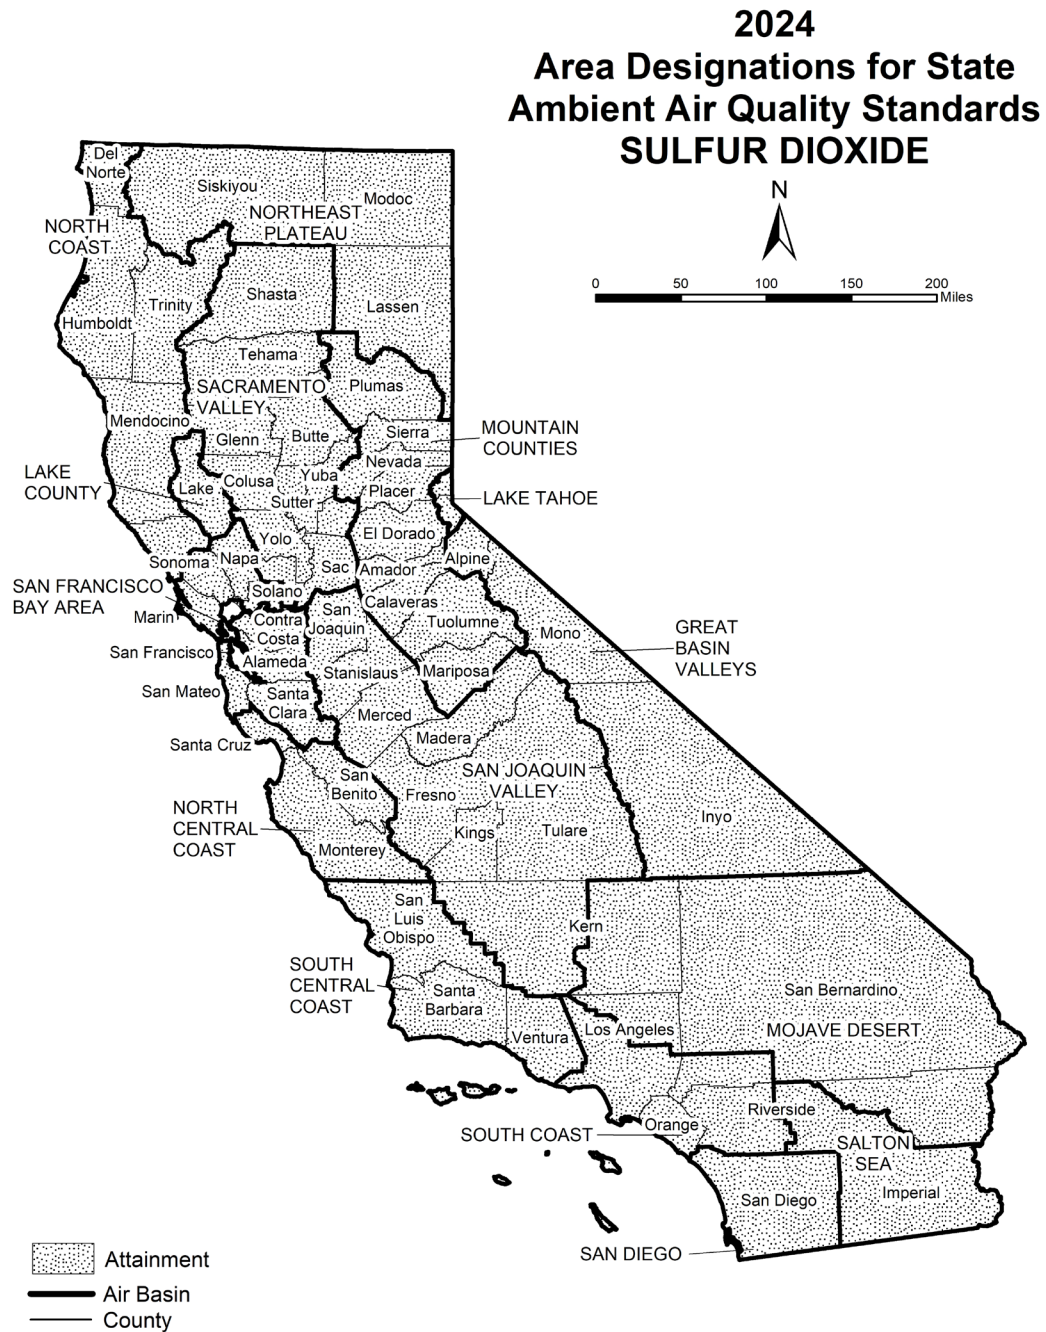 2024
Area Designations for State
Ambient Air Quality Standards
SULFUR DIOXIDE
N
0 50 100 150 200
Miles
Del
Norte
Siskiyou
Modoc
NORTHEAST
PLATEAU
NORTH
COAST
Shasta
Trinity
Lassen
Humboldt
Tehama
Plumas
SACRAMENTO
VALLEY
Mendocino
Glenn
Butte
Sierra
MOUNTAIN
COUNTIES
Nevada
LAKE
COUNTY
Lake
Colusa
Yuba
Placer
LAKE TAHOE
Sutter
El Dorado
Yolo
Sonoma
Napa
Sac
Amador
Alpine
SAN FRANCISCO
BAY AREA
Solano
Marin
Contra
Costa
San
Joaquin
Calaveras
Tuolumne
Mono
GREAT
BASIN
VALLEYS
San Francisco
Alameda
Stanislaus
Mariposa
San Mateo
Santa
Clara
Merced
Santa Cruz
Madera
San
Benito
Fresno
SAN JOAQUIN
VALLEY
NORTH
CENTRAL
COAST
Monterey
Kings
Tulare
Inyo
San
Luis
Obispo
Kern
SOUTH
CENTRAL
COAST
Santa
Barbara
Ventura
Los Angeles
San Bernardino
MOJAVE DESERT
Riverside
Orange
SOUTH COAST
SALTON
SEA
San Diego
Imperial
SAN DIEGO
Attainment
Air Basin
County